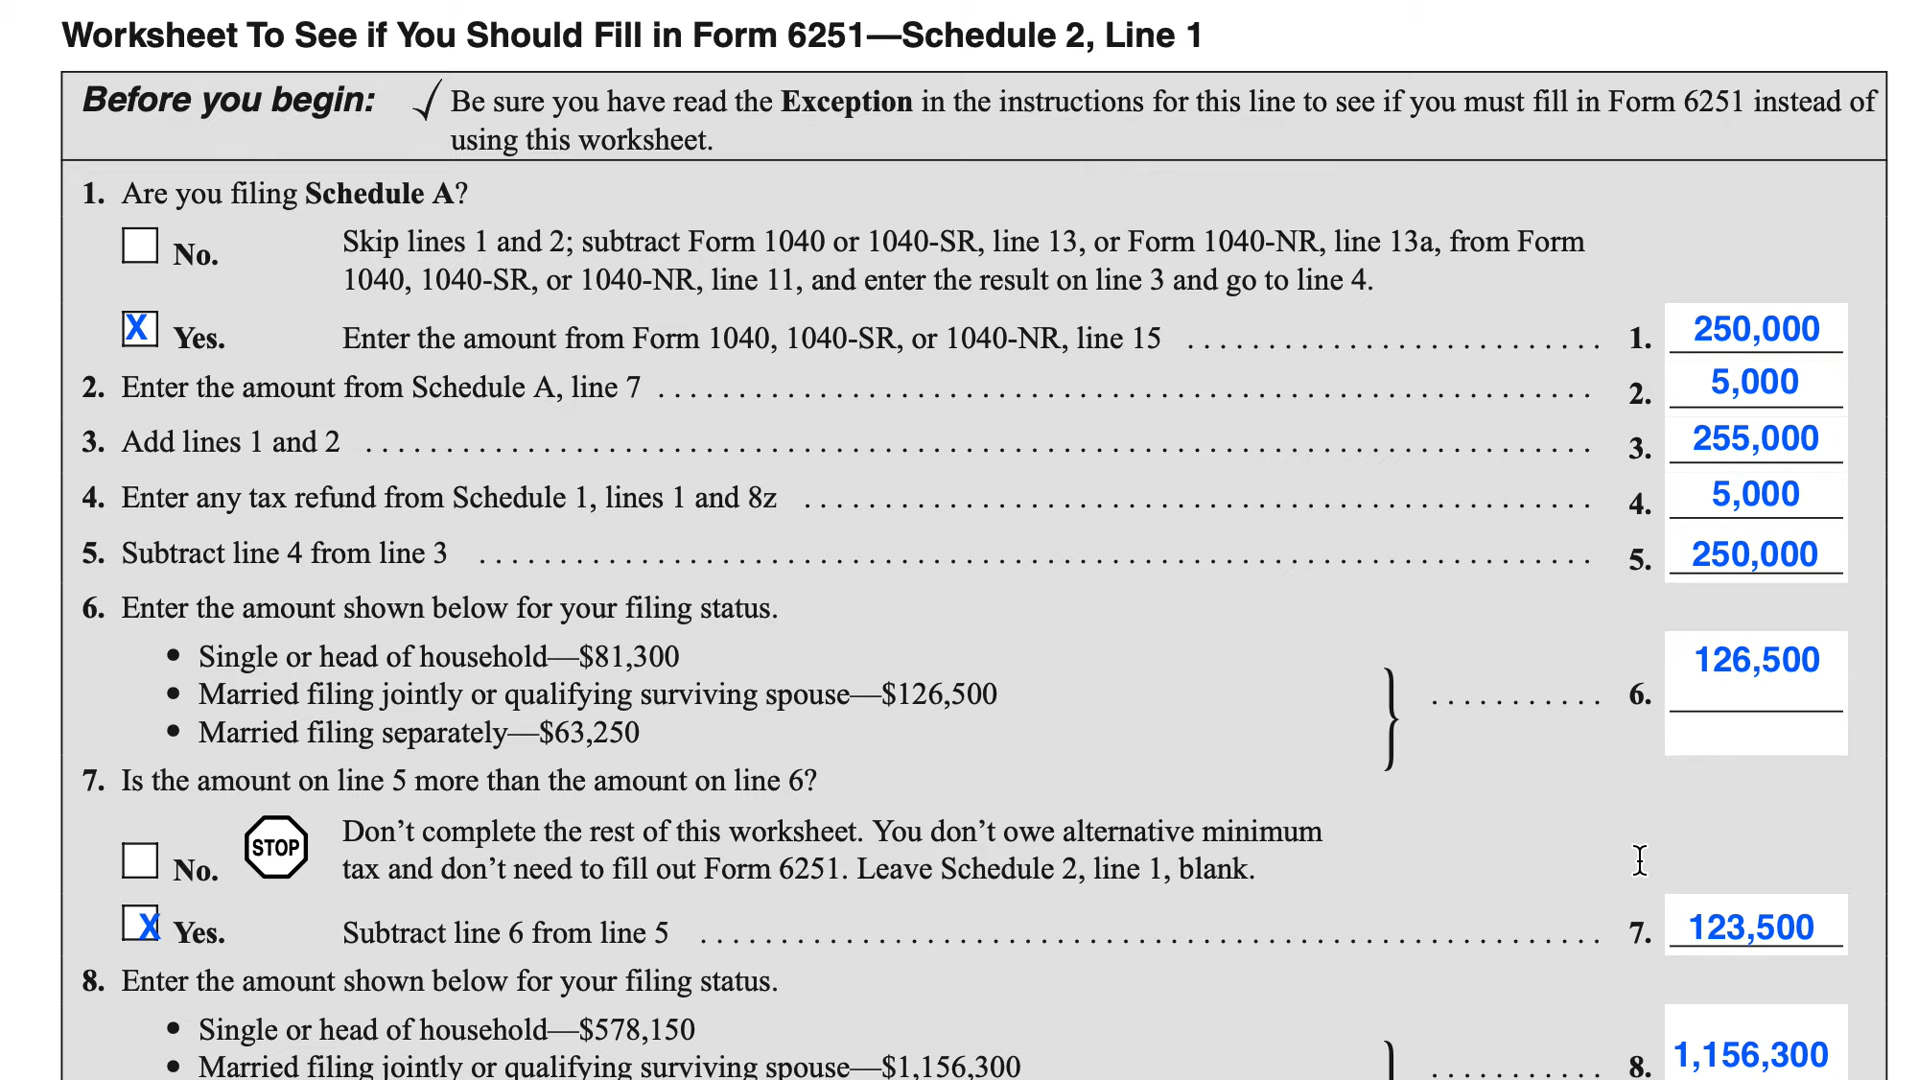 Worksheet To See if You Should Fill in Form 6251—Schedule 2, Line 1
Before you begin: √ Be sure you have read the Exception in the instructions for this line to see if you must fill in Form 6251 instead of
using this worksheet.
1. Are you filing Schedule A?
No. Skip lines 1 and 2; subtract Form 1040 or 1040-SR, line 13, or Form 1040-NR, line 13a, from Form
1040, 1040-SR, or 1040-NR, line 11, and enter the result on line 3 and go to line 4.
X Yes. Enter the amount from Form 1040, 1040-SR, or 1040-NR, line 15 .......................... 1. 250,000
2. Enter the amount from Schedule A, line 7 ............................................................ 2. 5,000
3. Add lines 1 and 2 .............................................................................. 3. 255,000
4. Enter any tax refund from Schedule 1, lines 1 and 8z .................................................. 4. 5,000
5. Subtract line 4 from line 3 ...................................................................... 5. 250,000
6. Enter the amount shown below for your filing status.
• Single or head of household—$81,300
• Married filing jointly or qualifying surviving spouse—$126,500 ........... 6. 126,500
• Married filing separately—$63,250
7. Is the amount on line 5 more than the amount on line 6?
No. STOP Don’t complete the rest of this worksheet. You don’t owe alternative minimum
tax and don’t need to fill out Form 6251. Leave Schedule 2, line 1, blank.
X Yes. Subtract line 6 from line 5 ......................................................... 7. 123,500
8. Enter the amount shown below for your filing status.
• Single or head of household—$578,150
• Married filing jointly or qualifying surviving spouse—$1,156,300 ........... 8. 1,156,300